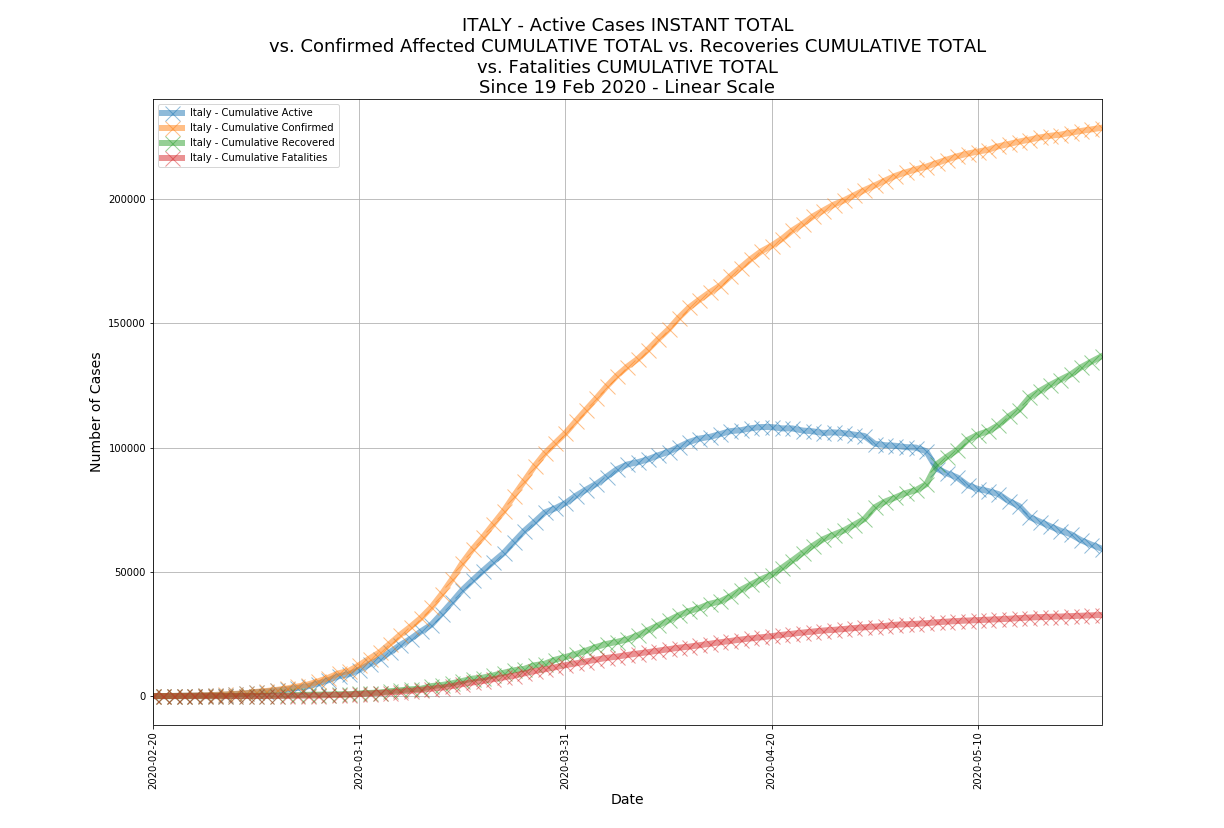 ITALY - Active Cases INSTANT TOTAL
vs. Confirmed Affected CUMULATIVE TOTAL vs. Recoveries CUMULATIVE TOTAL
vs. Fatalities CUMULATIVE TOTAL
Since 19 Feb 2020 - Linear Scale
Italy - Cumulative Active
Italy - Cumulative Confirmed
Italy - Cumulative Recovered
Italy - Cumulative Fatalities
Number of Cases
200000
150000
100000
50000
0
2020-02-20
2020-03-11
2020-03-31
2020-04-20
2020-05-10
Date